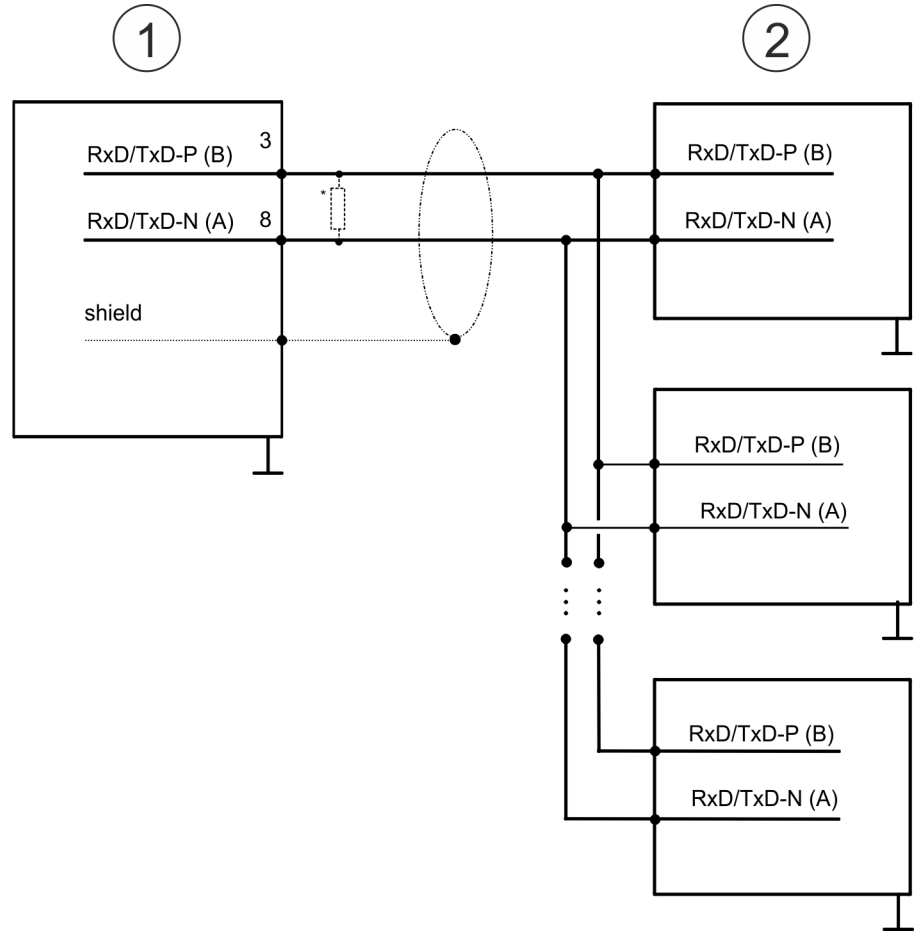 1
2
RxD/TxD-P (B)
3
RxD/TxD-N (A)
8
*
shield
RxD/TxD-P (B)
RxD/TxD-N (A)
RxD/TxD-P (B)
RxD/TxD-N (A)
RxD/TxD-P (B)
RxD/TxD-N (A)